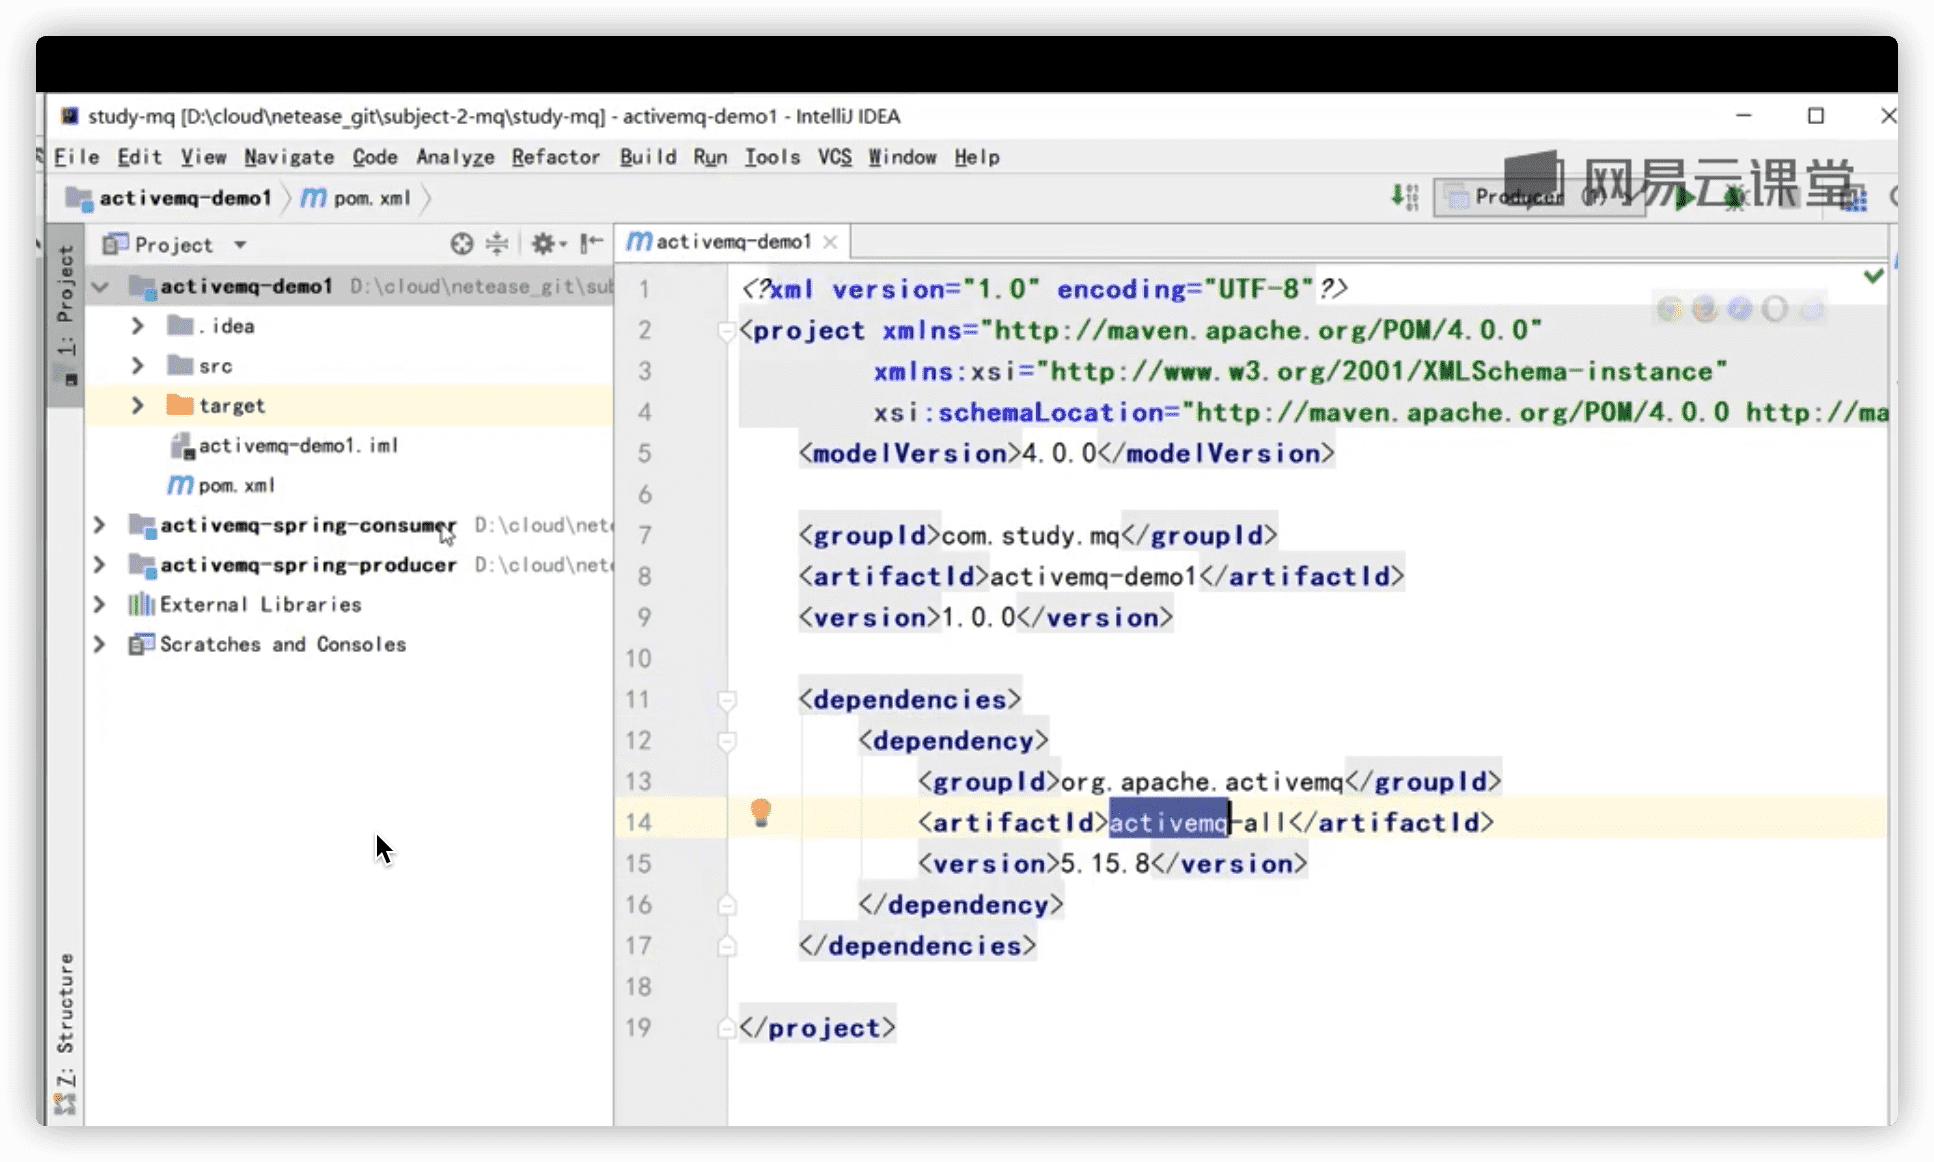 study-mq [D:\cloud\netease_git\subject-2-mq\study-mq] - activemq-demo1 - IntelliJ IDEA
File Edit View Navigate Code Analyze Refactor Build Run Tools VCS Window Help
网易云课堂
activemq-demo1 pom.xml
Producer
1: Project
Z: Structure
Project
activemq-demo1 D:\cloud\netease_git\sub
.idea
src
target
activemq-demo1.iml
pom.xml
activemq-spring-consumer D:\cloud\nete
activemq-spring-producer D:\cloud\nete
External Libraries
Scratches and Consoles
activemq-demo1
1 <?xml version="1.0" encoding="UTF-8"?>
2 <project xmlns="http://maven.apache.org/POM/4.0.0"
3 xmlns:xsi="http://www.w3.org/2001/XMLSchema-instance"
4 xsi:schemaLocation="http://maven.apache.org/POM/4.0.0 http://ma
5 <modelVersion>4.0.0</modelVersion>
6
7 <groupId>com.study.mq</groupId>
8 <artifactId>activemq-demo1</artifactId>
9 <version>1.0.0</version>
10
11 <dependencies>
12 <dependency>
13 <groupId>org.apache.activemq</groupId>
14 <artifactId>activemq-all</artifactId>
15 <version>5.15.8</version>
16 </dependency>
17 </dependencies>
18
19 </project>